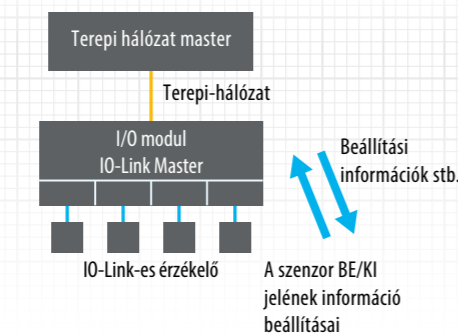 Terepi hálózat master
Terepi-hálózat
I/O modul
IO-Link Master
Beállítási
információk stb.
IO-Link-es érzékelő
A szenzor BE/KI
jelének információ
beállításai